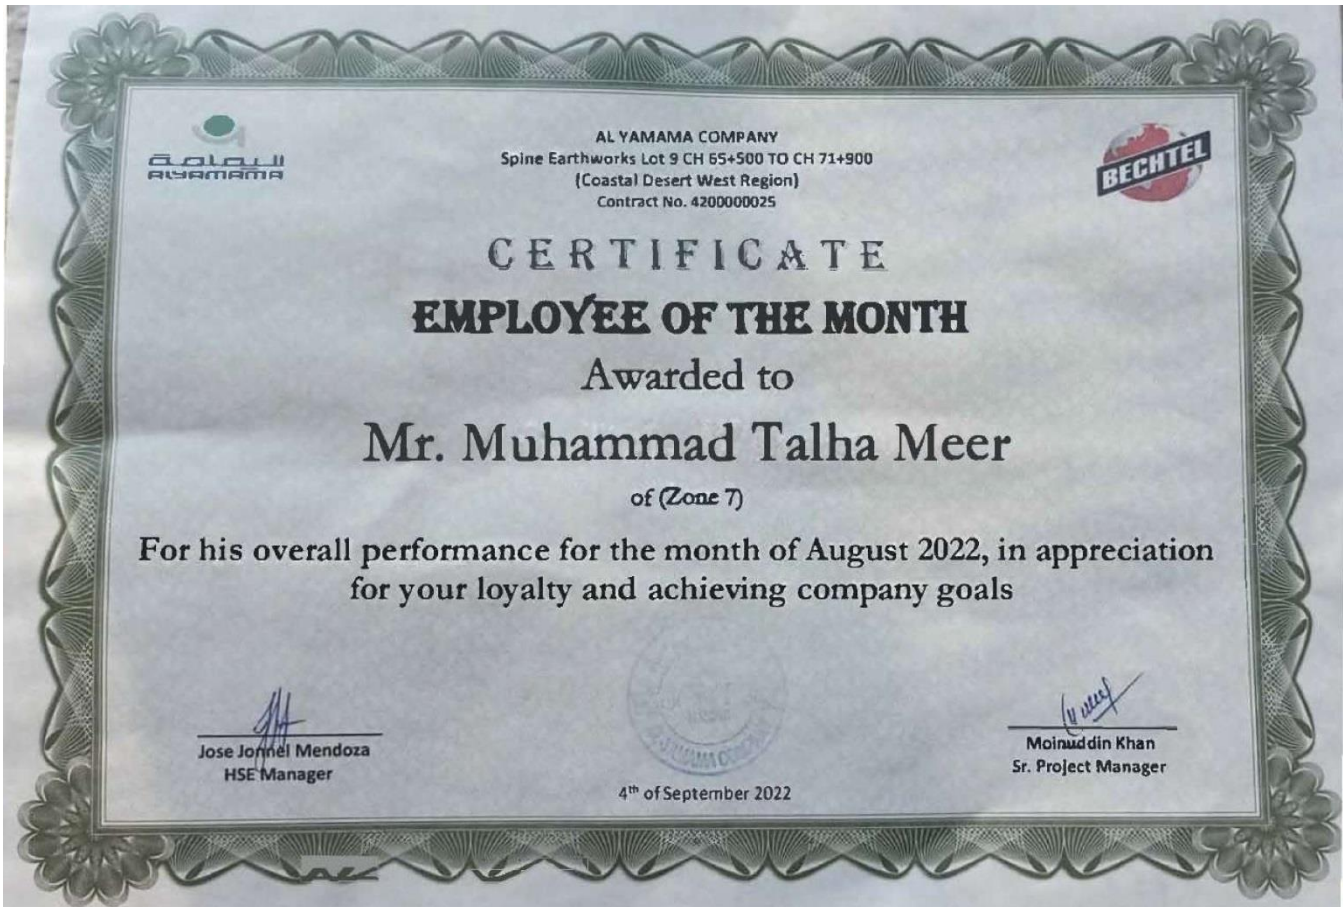 اليمامة
ALYAMAMA
AL YAMAMA COMPANY
Spine Earthworks Lot 9 CH 65+500 TO CH 71+900
(Coastal Desert West Region)
Contract No. 4200000025
BECHTEL
CERTIFICATE
EMPLOYEE OF THE MONTH
Awarded to
Mr. Muhammad Talha Meer
of (Zone 7)
For his overall performance for the month of August 2022, in appreciation
for your loyalty and achieving company goals
Jose Jonnel Mendoza
HSE Manager
YAMAMA
4th of September 2022
Moinuddin Khan
Sr. Project Manager